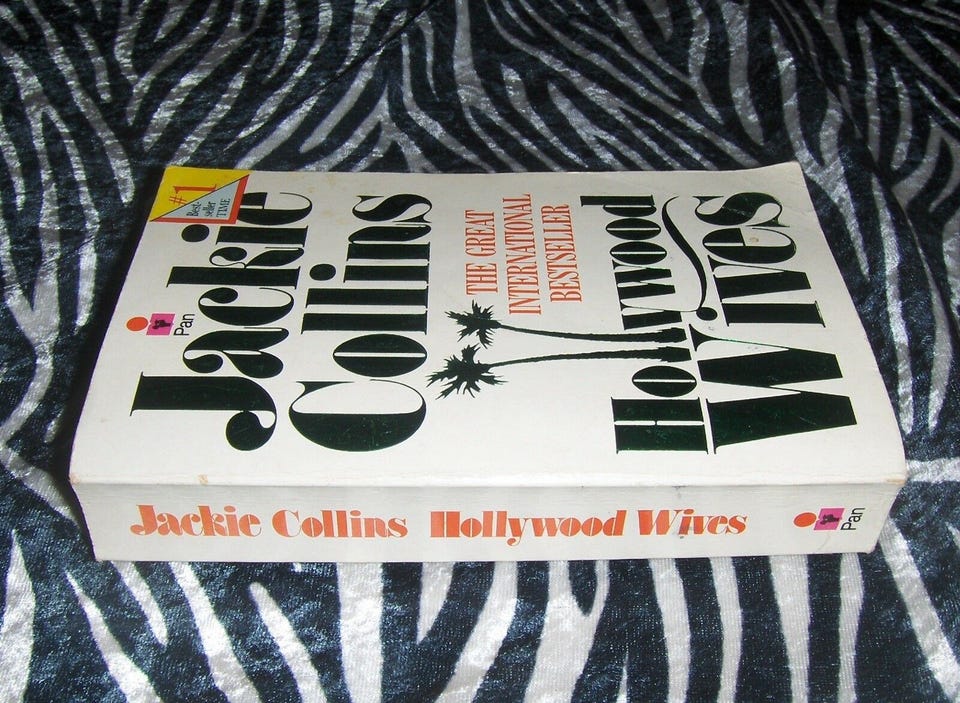 #1
Best-
seller
TIME
Pan
Jackie
Collins
THE GREAT
INTERNATIONAL
BESTSELLER
Hollywood
Wives
Jackie Collins Hollywood Wives
Pan